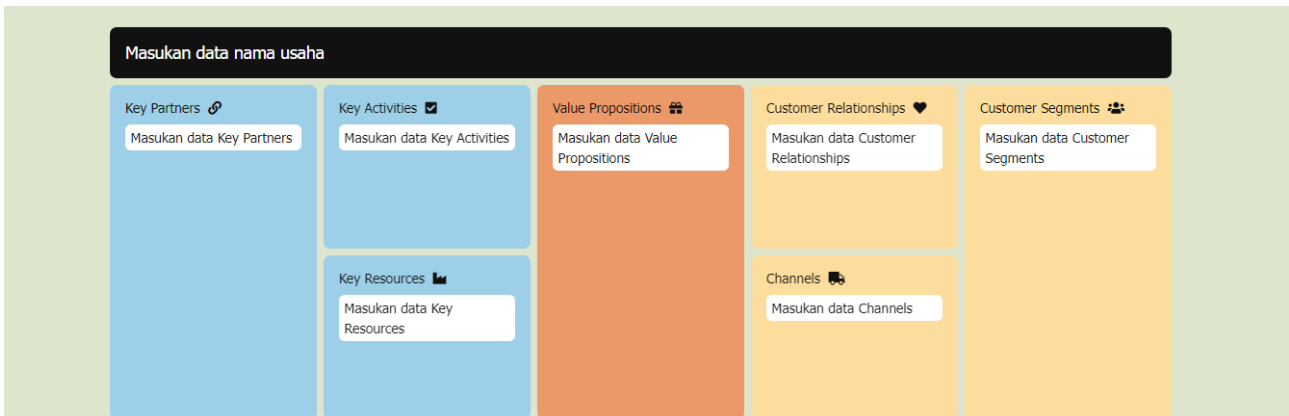 Masukan data nama usaha
Key Partners
Masukan data Key Partners
Key Activities
Masukan data Key Activities
Key Resources
Masukan data Key
Resources
Value Propositions
Masukan data Value
Propositions
Customer Relationships
Masukan data Customer
Relationships
Channels
Masukan data Channels
Customer Segments
Masukan data Customer
Segments